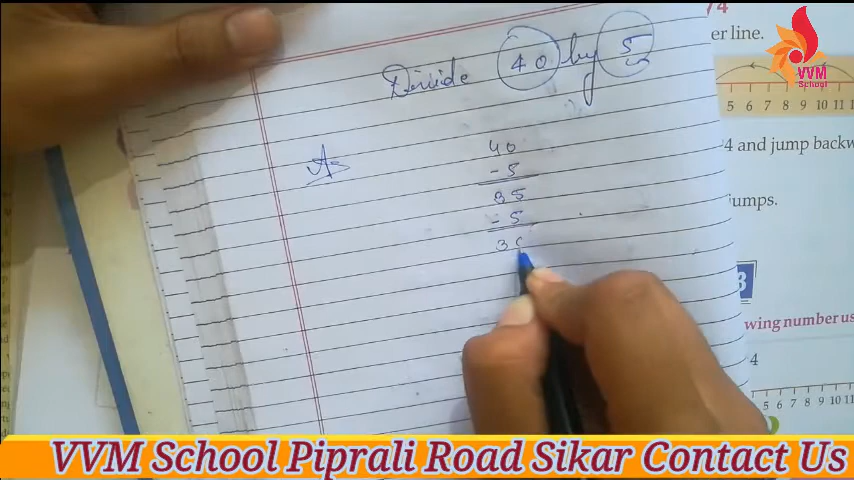 Divide 40 by 5
A
40
- 5
35
- 5
30
74
er line.
5 6 7 8 9 10 11
4 and jump backw
jumps.
3
wing number us
4
5 6 7 8 9 10 11
VVM
School
VVM School Piprali Road Sikar Contact Us